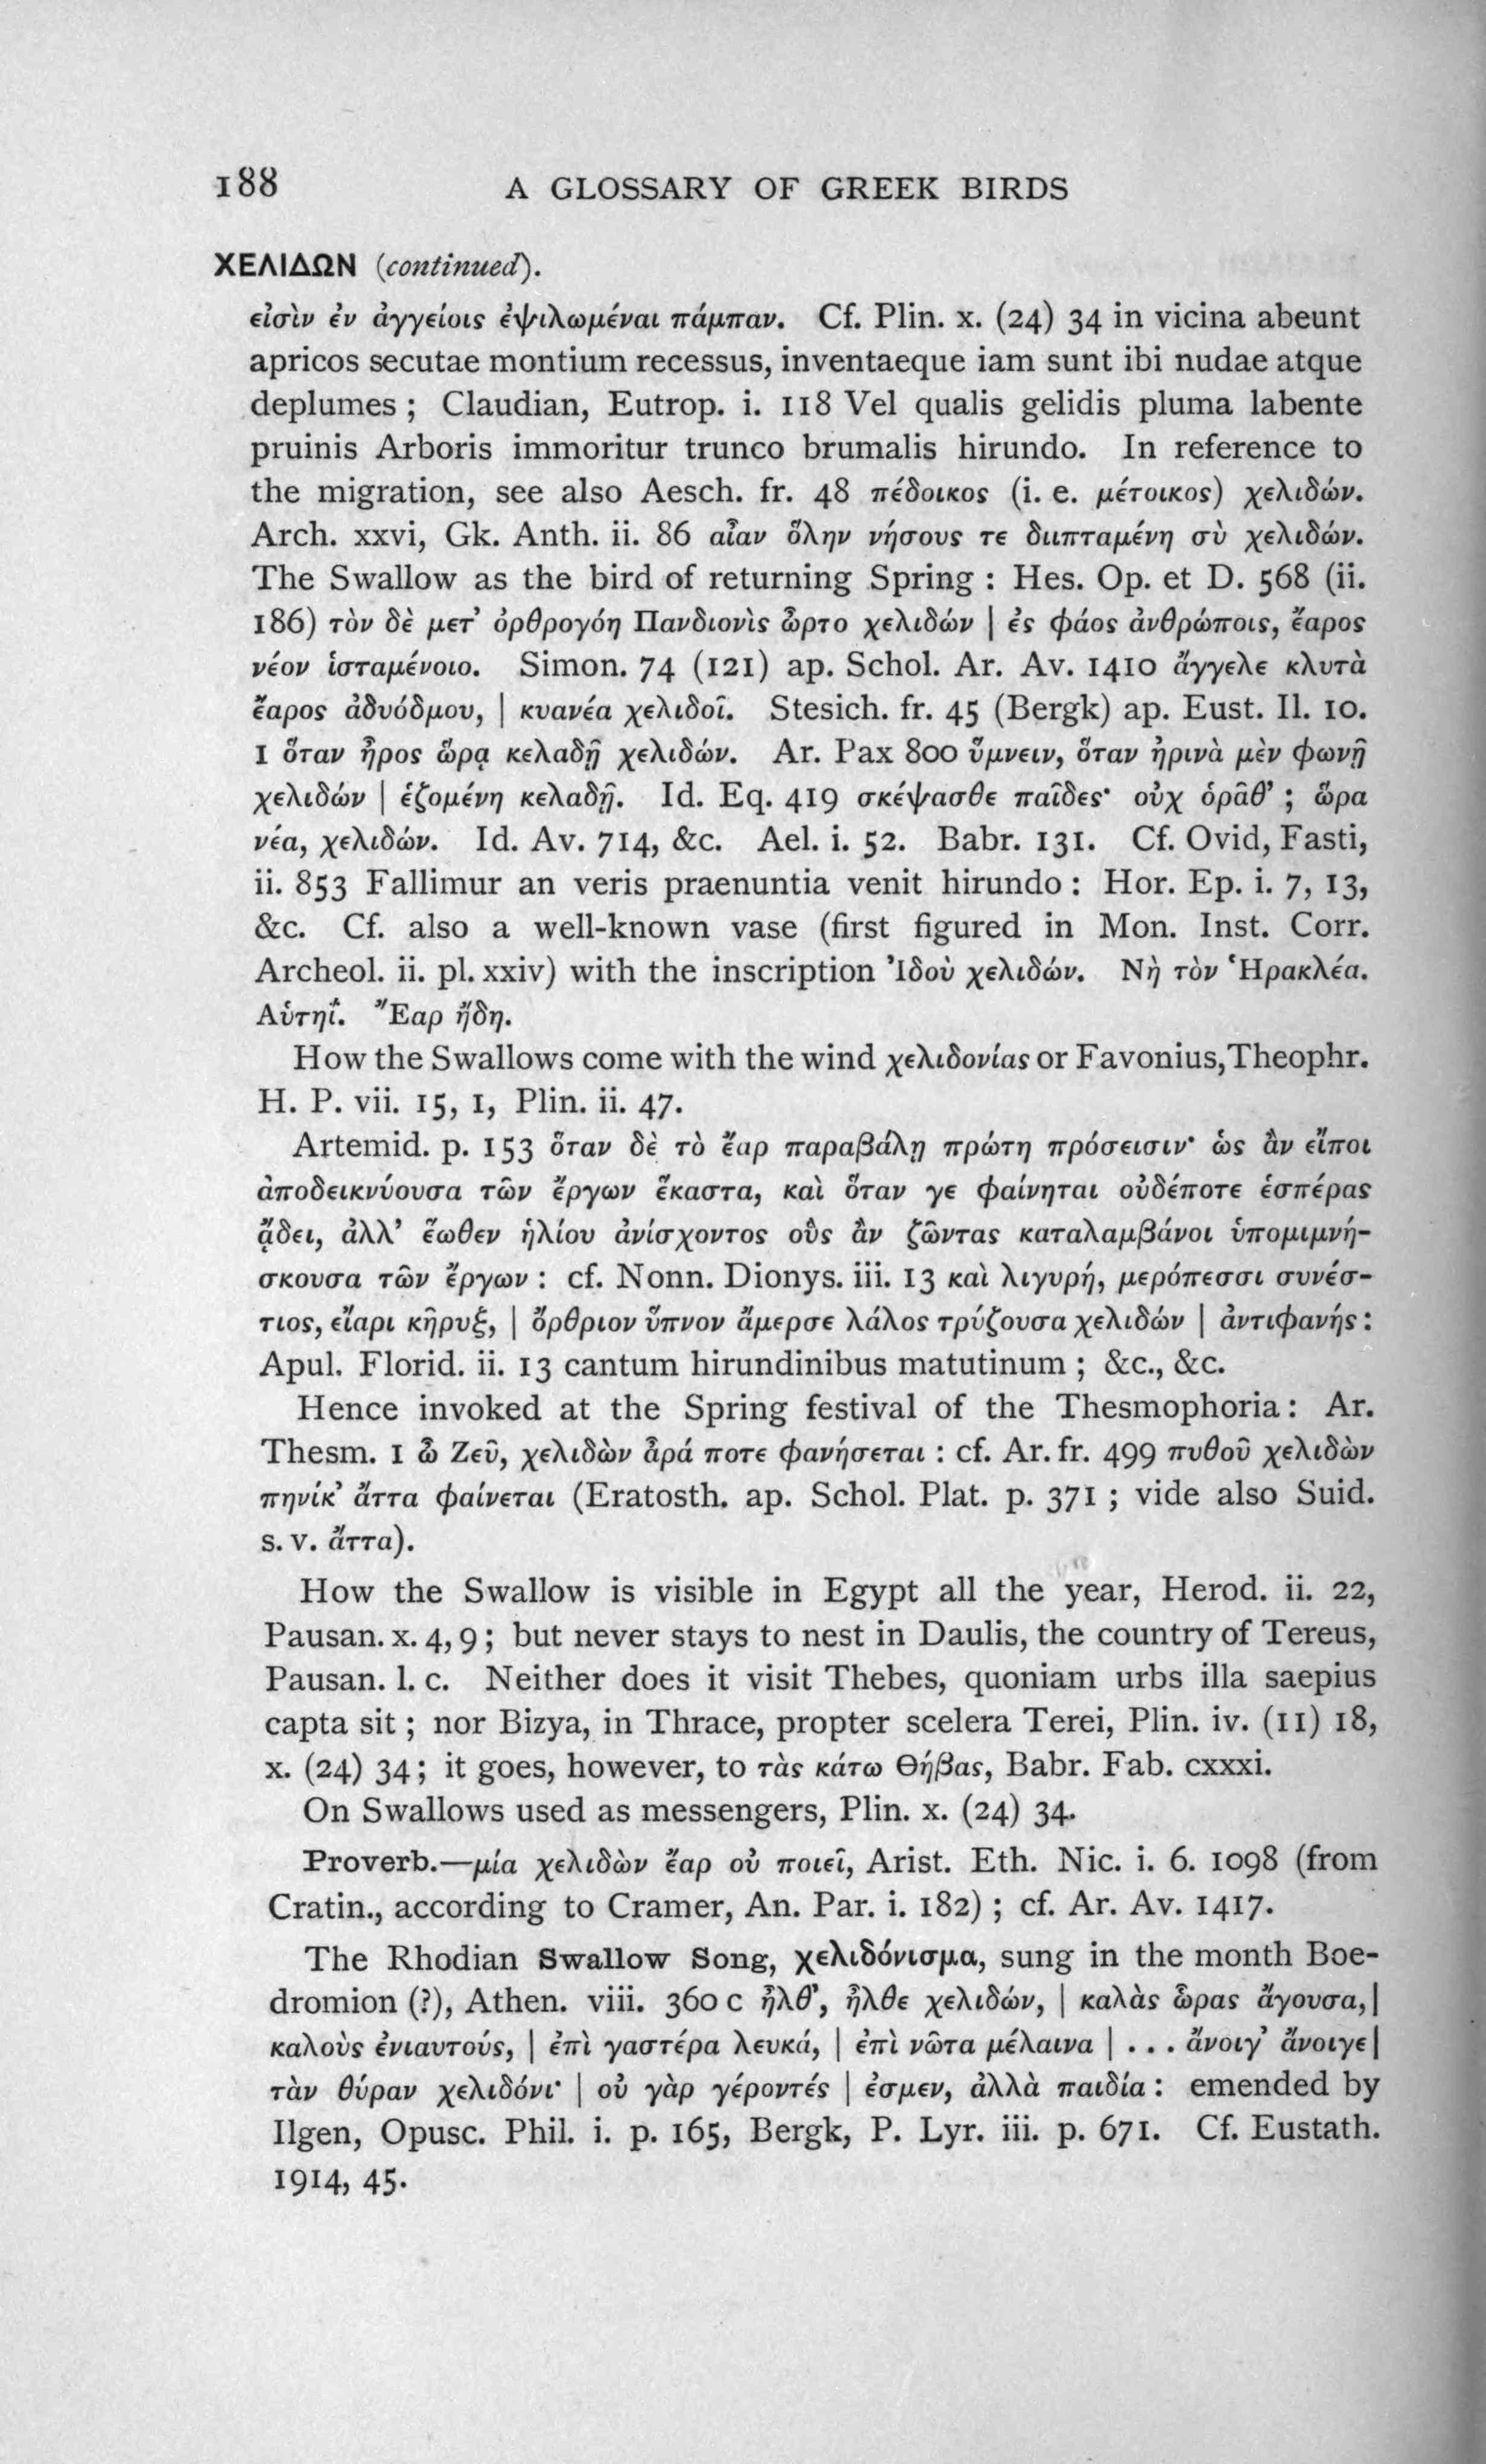 188 A GLOSSARY OF GREEK BIRDS
ΧΕΛΙΔΩΝ (continued).
εἰσὶν ἐν ἀγγείοις ἐψιλωμέναι πάμπαν. Cf. Plin. x. (24) 34 in vicina abeunt
apricos secutae montium recessus, inventaeque iam sunt ibi nudae atque
deplumes ; Claudian, Eutrop. i. 118 Vel qualis gelidis pluma labente
pruinis Arboris immoritur trunco brumalis hirundo. In reference to
the migration, see also Aesch. fr. 48 πέδοικος (i. e. μέτοικος) χελιδών.
Arch. xxvi, Gk. Anth. ii. 86 αἶαν ὅλην νήσους τε διιπταμένη σὺ χελιδών.
The Swallow as the bird of returning Spring : Hes. Op. et D. 568 (ii.
186) τὸν δὲ μετ’ ὀρθρογόη Πανδιονὶς ὦρτο χελιδών | ἐς φάος ἀνθρώποις, ἔαρος
νέον ἱσταμένοιο. Simon. 74 (121) ap. Schol. Ar. Av. 1410 ἄγγελε κλυτὰ
ἔαρος ἁδυόδμου, | κυανέα χελιδοῖ. Stesich. fr. 45 (Bergk) ap. Eust. Il. 10.
1 ὅταν ἦρος ὥρᾳ κελαδῇ χελιδών. Ar. Pax 800 ὕμνειν, ὅταν ἠρινὰ μὲν φωνῇ
χελιδών | ἑζομένη κελαδῇ. Id. Eq. 419 σκέψασθε παῖδες· οὐχ ὁρᾶθ’ ; ὥρα
νέα, χελιδών. Id. Av. 714, &c. Ael. i. 52. Babr. 131. Cf. Ovid, Fasti,
ii. 853 Fallimur an veris praenuntia venit hirundo : Hor. Ep. i. 7, 13,
&c. Cf. also a well-known vase (first figured in Mon. Inst. Corr.
Archeol. ii. pl. xxiv) with the inscription Ἰδοὺ χελιδών. Νὴ τὸν Ἡρακλέα.
Αὑτηΐ. Ἔαρ ἤδη.
How the Swallows come with the wind χελιδονίας or Favonius, Theophr.
H. P. vii. 15, 1, Plin. ii. 47.
Artemid. p. 153 ὅταν δὲ τὸ ἔαρ παραβάλῃ πρώτη πρόσεισιν· ὡς ἂν εἴποι
ἀποδεικνύουσα τῶν ἔργων ἕκαστα, καὶ ὅταν γε φαίνηται οὐδέποτε ἑσπέρας
ᾄδει, ἀλλ’ ἕωθεν ἡλίου ἀνίσχοντος οὓς ἂν ζῶντας καταλαμβάνοι ὑπομιμνή-
σκουσα τῶν ἔργων : cf. Nonn. Dionys. iii. 13 καὶ λιγυρή, μερόπεσσι συνέσ-
τιος, εἴαρι κῆρυξ, | ὄρθριον ὕπνον ἄμερσε λάλος τρύζουσα χελιδών | ἀντιφανής :
Apul. Florid. ii. 13 cantum hirundinibus matutinum ; &c., &c.
Hence invoked at the Spring festival of the Thesmophoria : Ar.
Thesm. 1 ὦ Ζεῦ, χελιδὼν ἆρά ποτε φανήσεται : cf. Ar. fr. 499 πυθοῦ χελιδὼν
πηνίκ’ ἄττα φαίνεται (Eratosth. ap. Schol. Plat. p. 371 ; vide also Suid.
s. v. ἄττα).
How the Swallow is visible in Egypt all the year, Herod. ii. 22,
Pausan. x. 4, 9 ; but never stays to nest in Daulis, the country of Tereus,
Pausan. l. c. Neither does it visit Thebes, quoniam urbs illa saepius
capta sit ; nor Bizya, in Thrace, propter scelera Terei, Plin. iv. (11) 18,
x. (24) 34 ; it goes, however, to τὰς κάτω Θήβας, Babr. Fab. cxxxi.
On Swallows used as messengers, Plin. x. (24) 34.
Proverb.—μία χελιδὼν ἔαρ οὐ ποιεῖ, Arist. Eth. Nic. i. 6. 1098 (from
Cratin., according to Cramer, An. Par. i. 182) ; cf. Ar. Av. 1417.
The Rhodian Swallow Song, χελιδόνισμα, sung in the month Boe-
dromion (?), Athen. viii. 360 C ἦλθ’, ἦλθε χελιδών, | καλὰς ὥρας ἄγουσα, |
καλοὺς ἐνιαυτούς, | ἐπὶ γαστέρα λευκά, | ἐπὶ νῶτα μέλαινα | . . . ἄνοιγ’ ἄνοιγε |
τὰν θύραν χελιδόνι· | οὐ γὰρ γέροντές | ἐσμεν, ἀλλὰ παιδία : emended by
Ilgen, Opusc. Phil. i. p. 165, Bergk, P. Lyr. iii. p. 671. Cf. Eustath.
1914, 45.